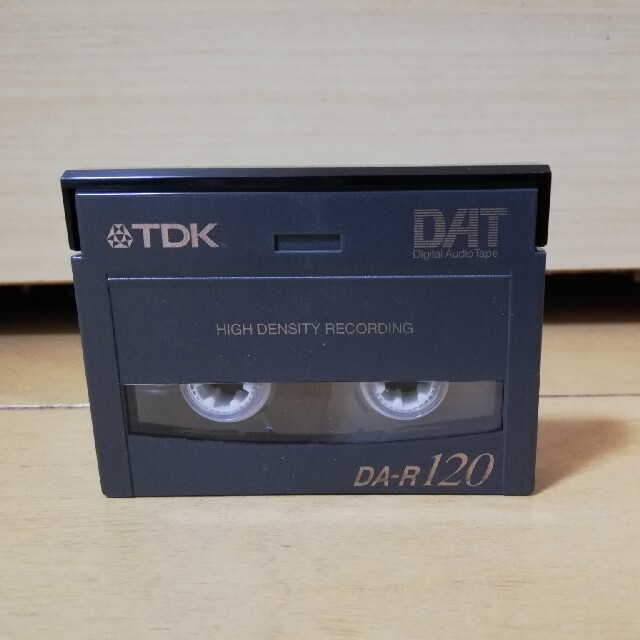 TDK
DAT
Digital Audio Tape
HIGH DENSITY RECORDING
DA-R120